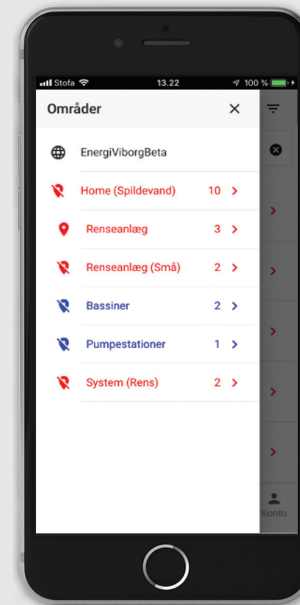 Stofa 13.22 100 %
Områder
EnergiViborgBeta
Home (Spildevand) 10
Renseanlæg 3
Renseanlæg (Små) 2
Bassiner 2
Pumpestationer 1
System (Rens) 2
Konto